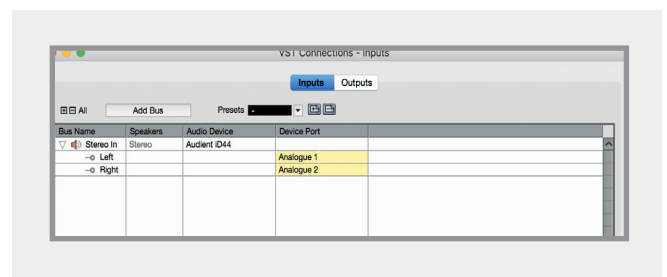 VST Connections - Inputs
Inputs Outputs
All Add Bus Presets -
Bus Name Speakers Audio Device Device Port
Stereo In Stereo Audient iD44
Left Analogue 1
Right Analogue 2